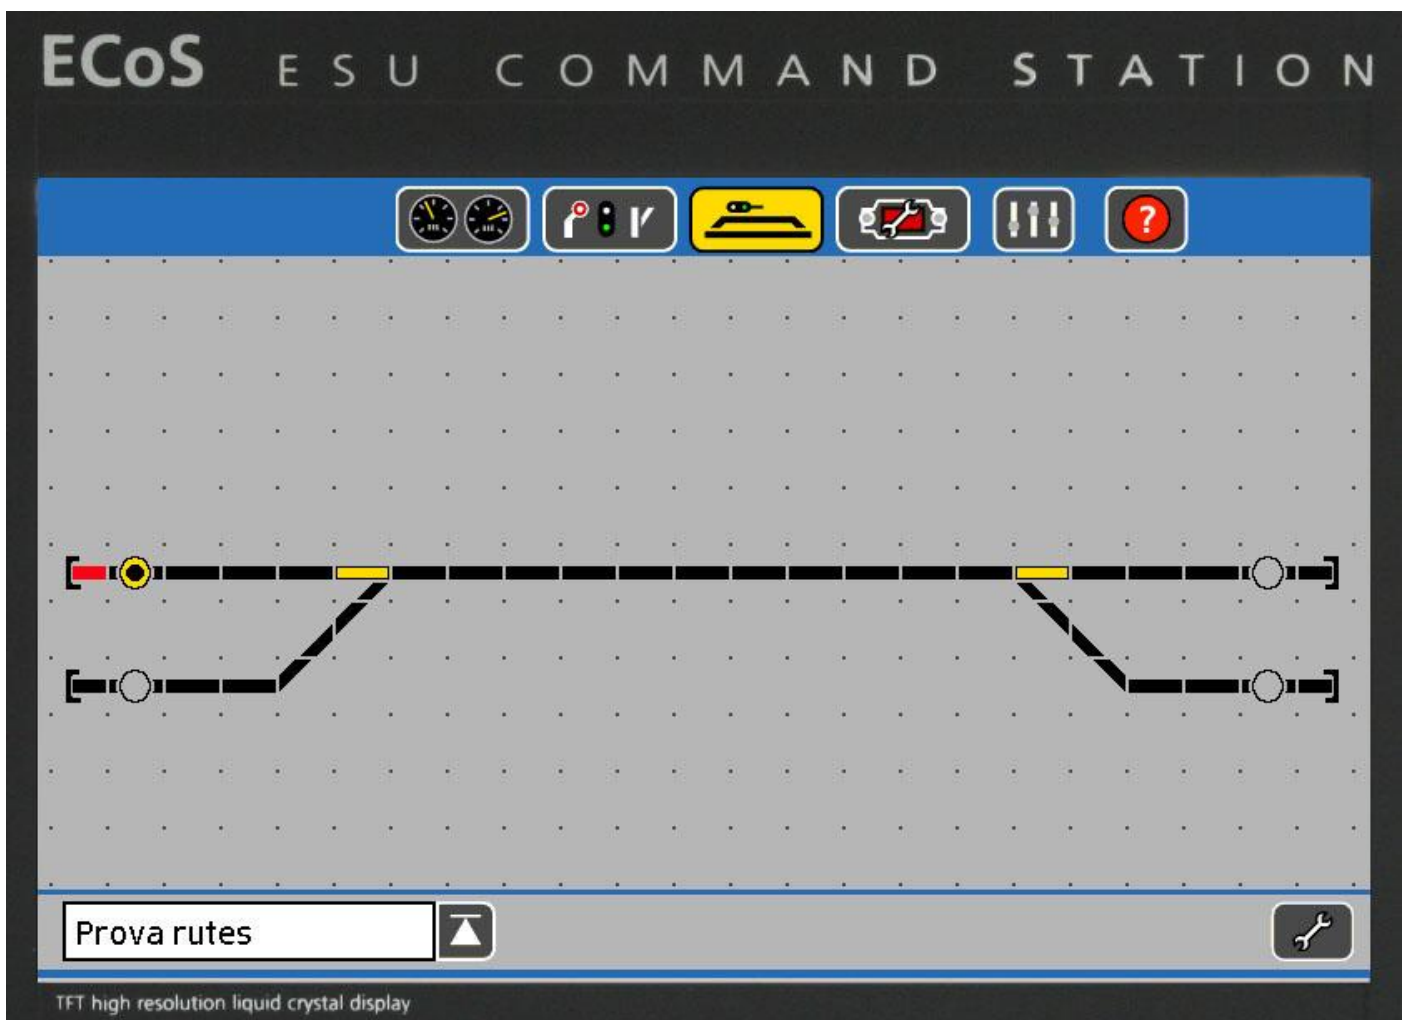 ECoS ESU COMMAND STATION
?
Prova rutes
TFT high resolution liquid crystal display